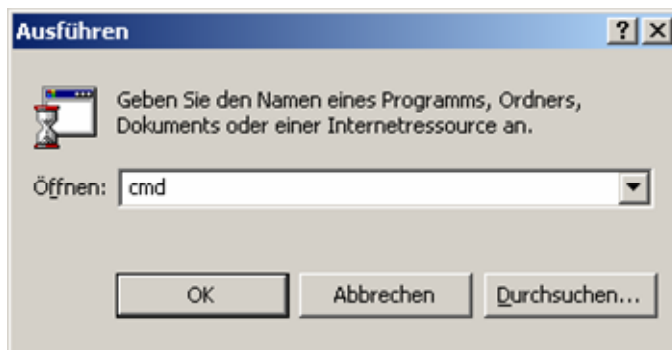 Ausführen
Geben Sie den Namen eines Programms, Ordners,
Dokuments oder einer Internetressource an.
Öffnen: cmd
OK Abbrechen Durchsuchen...